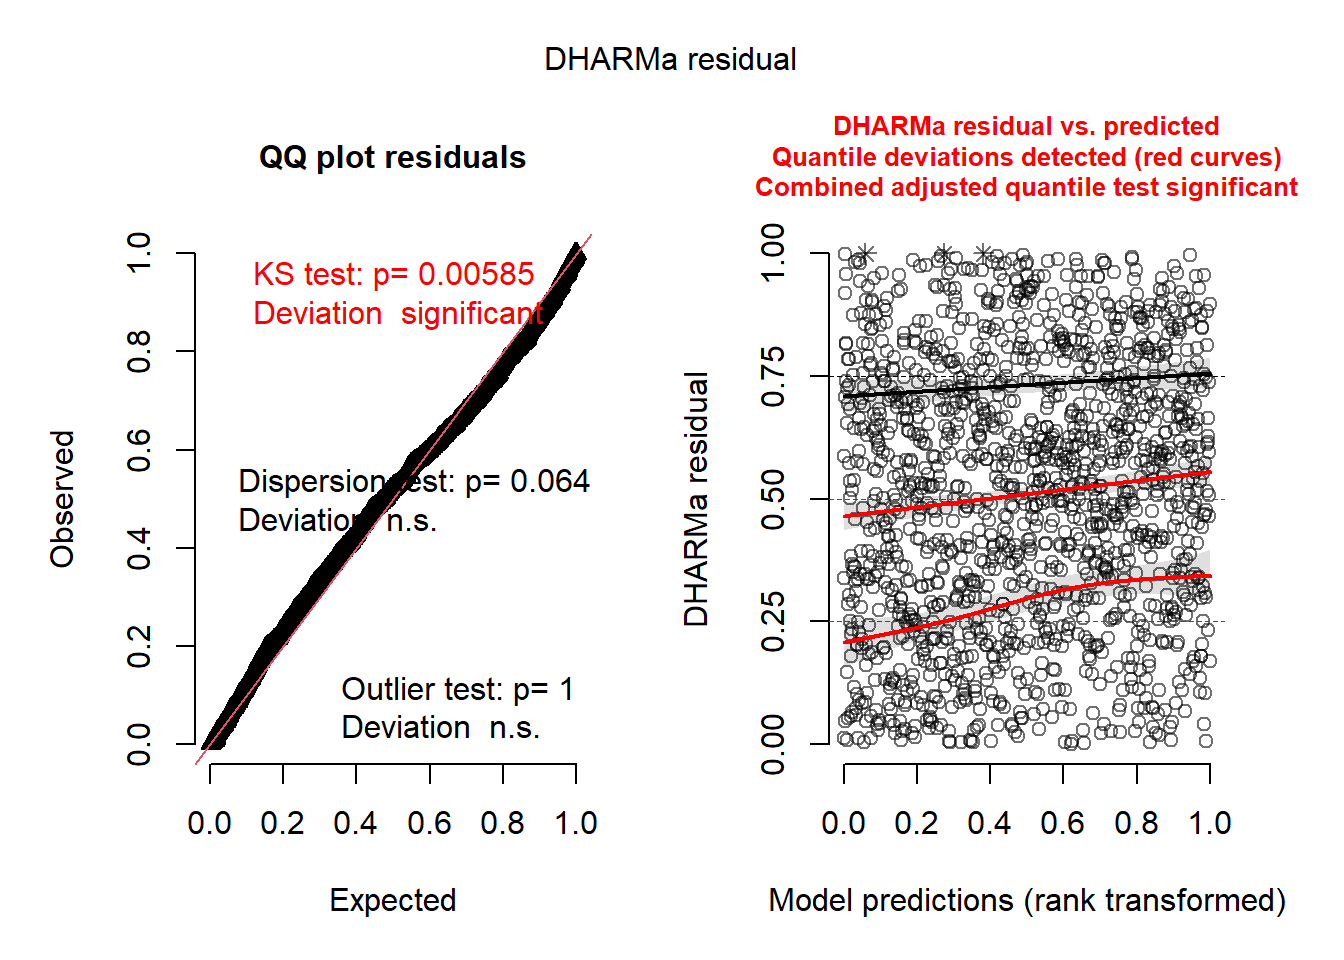 DHARMa residual
QQ plot residuals
KS test: p= 0.00585
Deviation  significant
Dispersion test: p= 0.064
Deviation  n.s.
Outlier test: p= 1
Deviation  n.s.
Observed
0.0 0.2 0.4 0.6 0.8 1.0
0.0 0.2 0.4 0.6 0.8 1.0
Expected
DHARMa residual vs. predicted
Quantile deviations detected (red curves)
Combined adjusted quantile test significant
DHARMa residual
0.00 0.25 0.50 0.75 1.00
0.0 0.2 0.4 0.6 0.8 1.0
Model predictions (rank transformed)